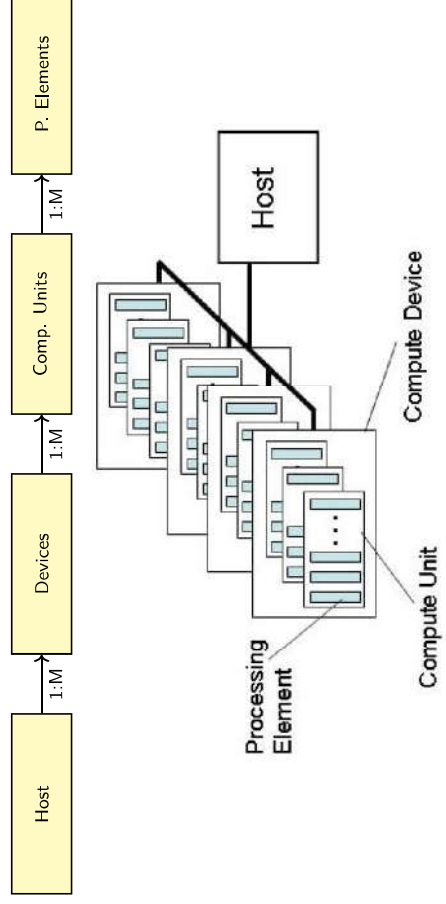 Host
1:M
Devices
1:M
Comp. Units
1:M
P. Elements
Processing
Element
Host
...
Compute Unit
Compute Device